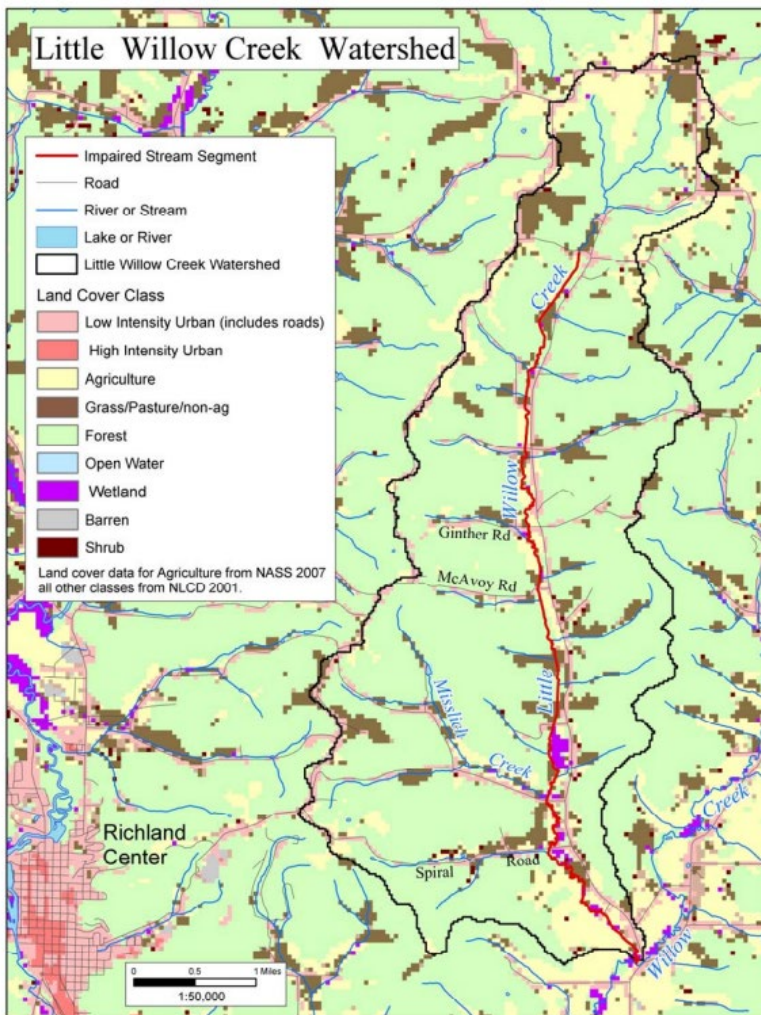 Little Willow Creek Watershed
Impaired Stream Segment
Road
River or Stream
Lake or River
Little Willow Creek Watershed
Land Cover Class
Low Intensity Urban (includes roads)
High Intensity Urban
Agriculture
Grass/Pasture/non-ag
Forest
Open Water
Wetland
Barren
Shrub
Land cover data for Agriculture from NASS 2007
all other classes from NLCD 2001.
Creek
Willow
Ginther Rd
McAvoy Rd
Little
Misslich
Creek
Creek
Richland
Center
Spiral Road
Willow
0 0.5 1 Miles
1:50,000